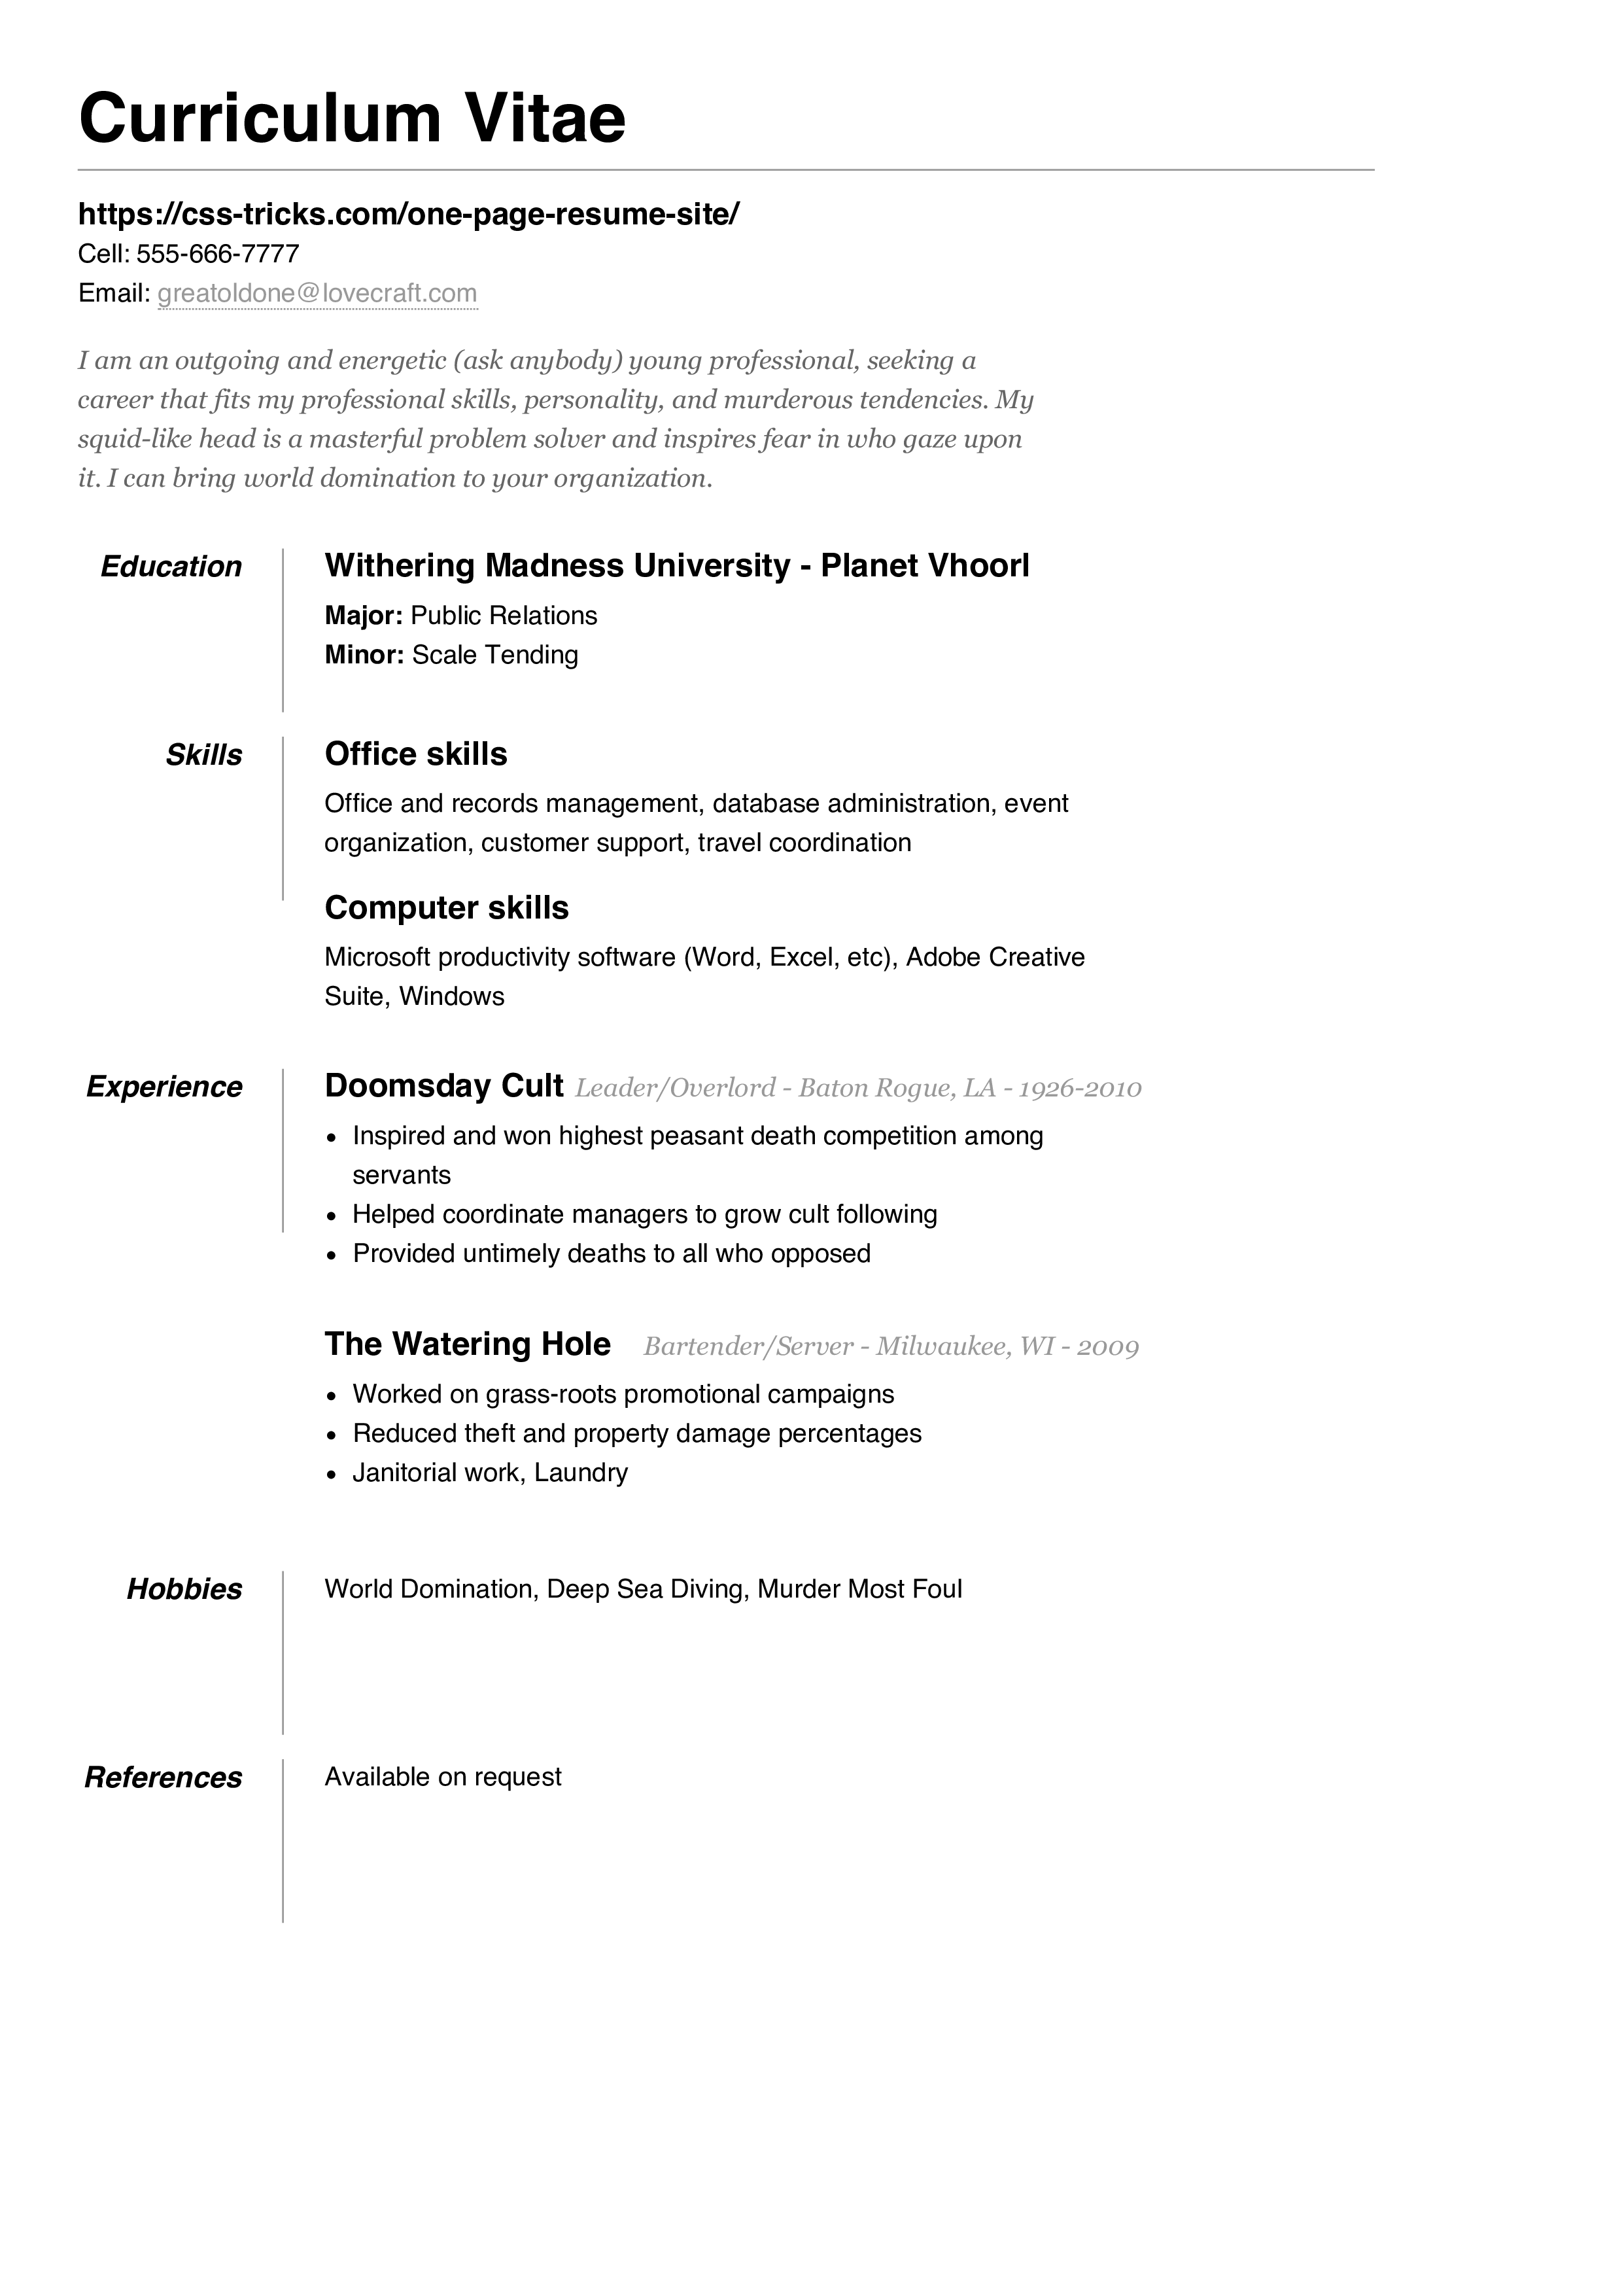 Curriculum Vitae
https://css-tricks.com/one-page-resume-site/
Cell: 555-666-7777
Email: greatoldone@lovecraft.com
I am an outgoing and energetic (ask anybody) young professional, seeking a
career that fits my professional skills, personality, and murderous tendencies. My
squid-like head is a masterful problem solver and inspires fear in who gaze upon
it. I can bring world domination to your organization.
Education
Withering Madness University - Planet Vhoorl
Major: Public Relations
Minor: Scale Tending
Skills
Office skills
Office and records management, database administration, event
organization, customer support, travel coordination
Computer skills
Microsoft productivity software (Word, Excel, etc), Adobe Creative
Suite, Windows
Experience
Doomsday Cult Leader/Overlord - Baton Rogue, LA - 1926-2010
• Inspired and won highest peasant death competition among
servants
• Helped coordinate managers to grow cult following
• Provided untimely deaths to all who opposed
The Watering Hole Bartender/Server - Milwaukee, WI - 2009
• Worked on grass-roots promotional campaigns
• Reduced theft and property damage percentages
• Janitorial work, Laundry
Hobbies
World Domination, Deep Sea Diving, Murder Most Foul
References
Available on request